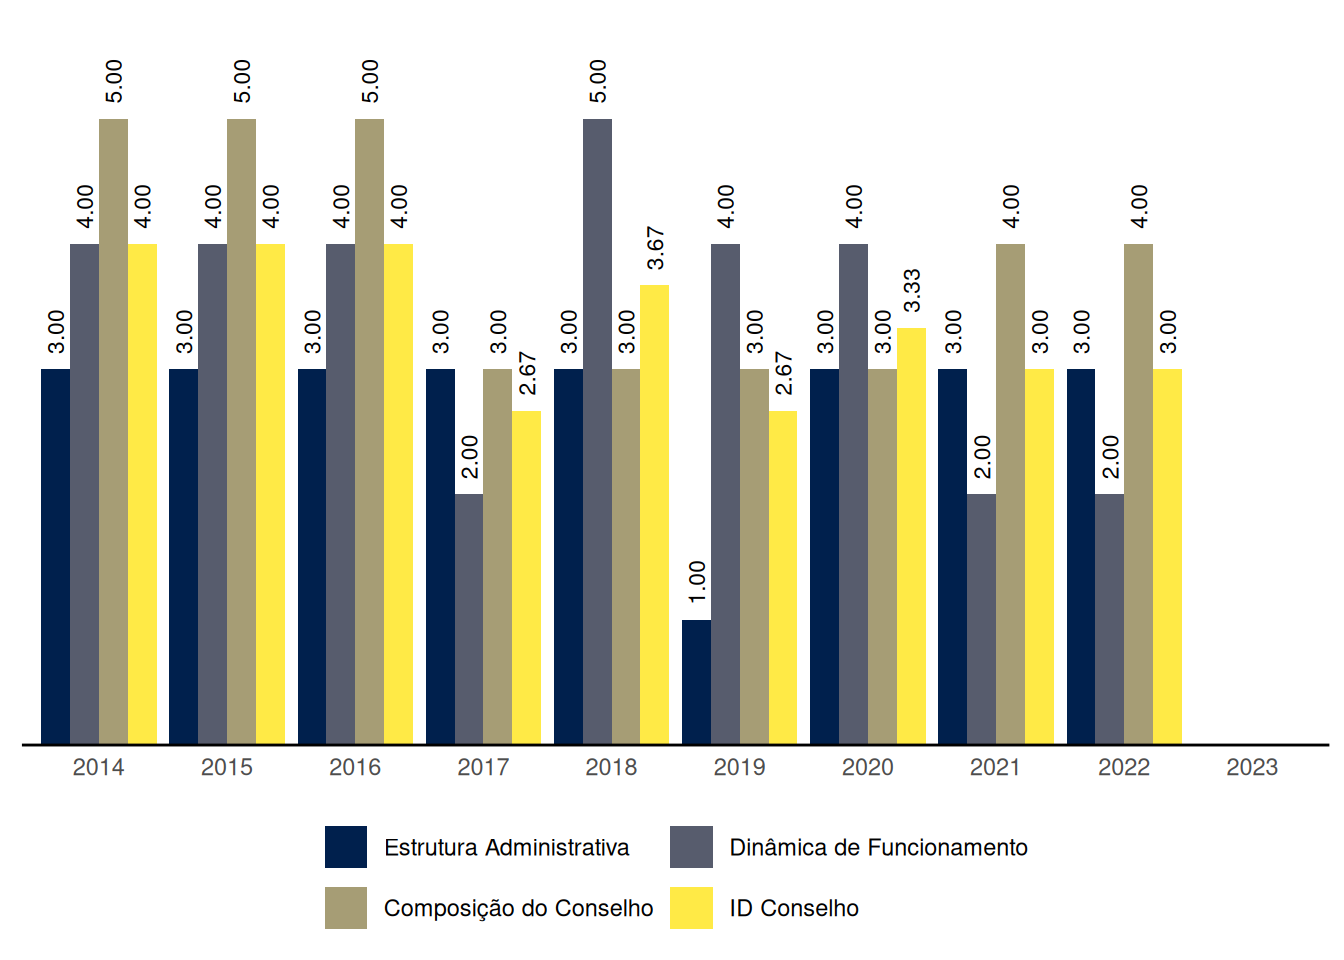 5.00 5.00 5.00 5.00
4.00 4.00 4.00 4.00 4.00 4.00 4.00 4.00 4.00 4.00
3.67
3.33
3.00 3.00 3.00 3.00 3.00 3.00 3.00 3.00 3.00 3.00 3.00 3.00 3.00 3.00
2.67 2.67
2.00 2.00 2.00
1.00
2014 2015 2016 2017 2018 2019 2020 2021 2022 2023
Estrutura Administrativa Dinâmica de Funcionamento
Composição do Conselho ID Conselho